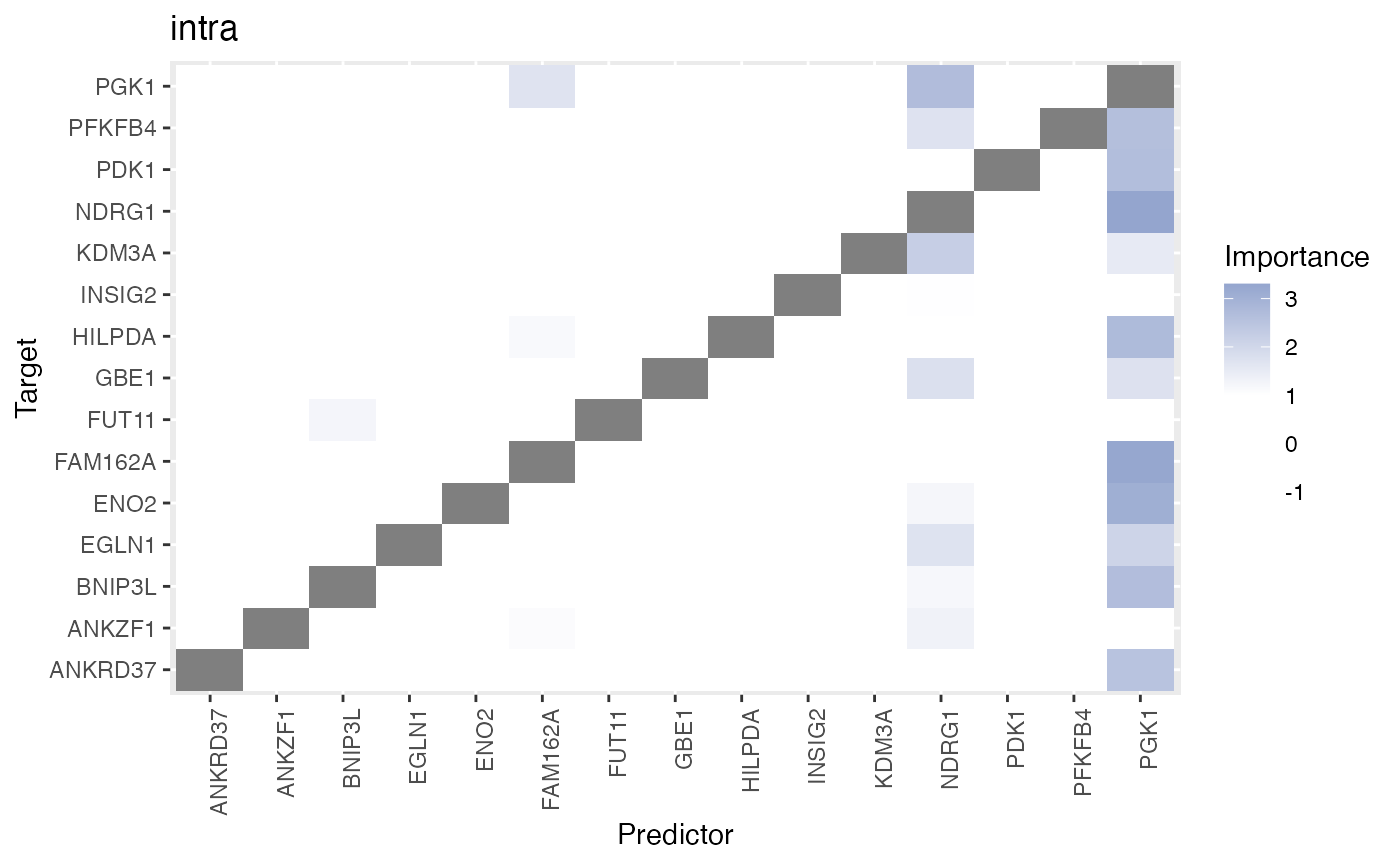 intra
PGK1
PFKFB4
PDK1
NDRG1
KDM3A
INSIG2
HILPDA
GBE1
FUT11
FAM162A
ENO2
EGLN1
BNIP3L
ANKZF1
ANKRD37
Target
ANKRD37
ANKZF1
BNIP3L
EGLN1
ENO2
FAM162A
FUT11
GBE1
HILPDA
INSIG2
KDM3A
NDRG1
PDK1
PFKFB4
PGK1
Predictor
Importance
3
2
1
0
-1